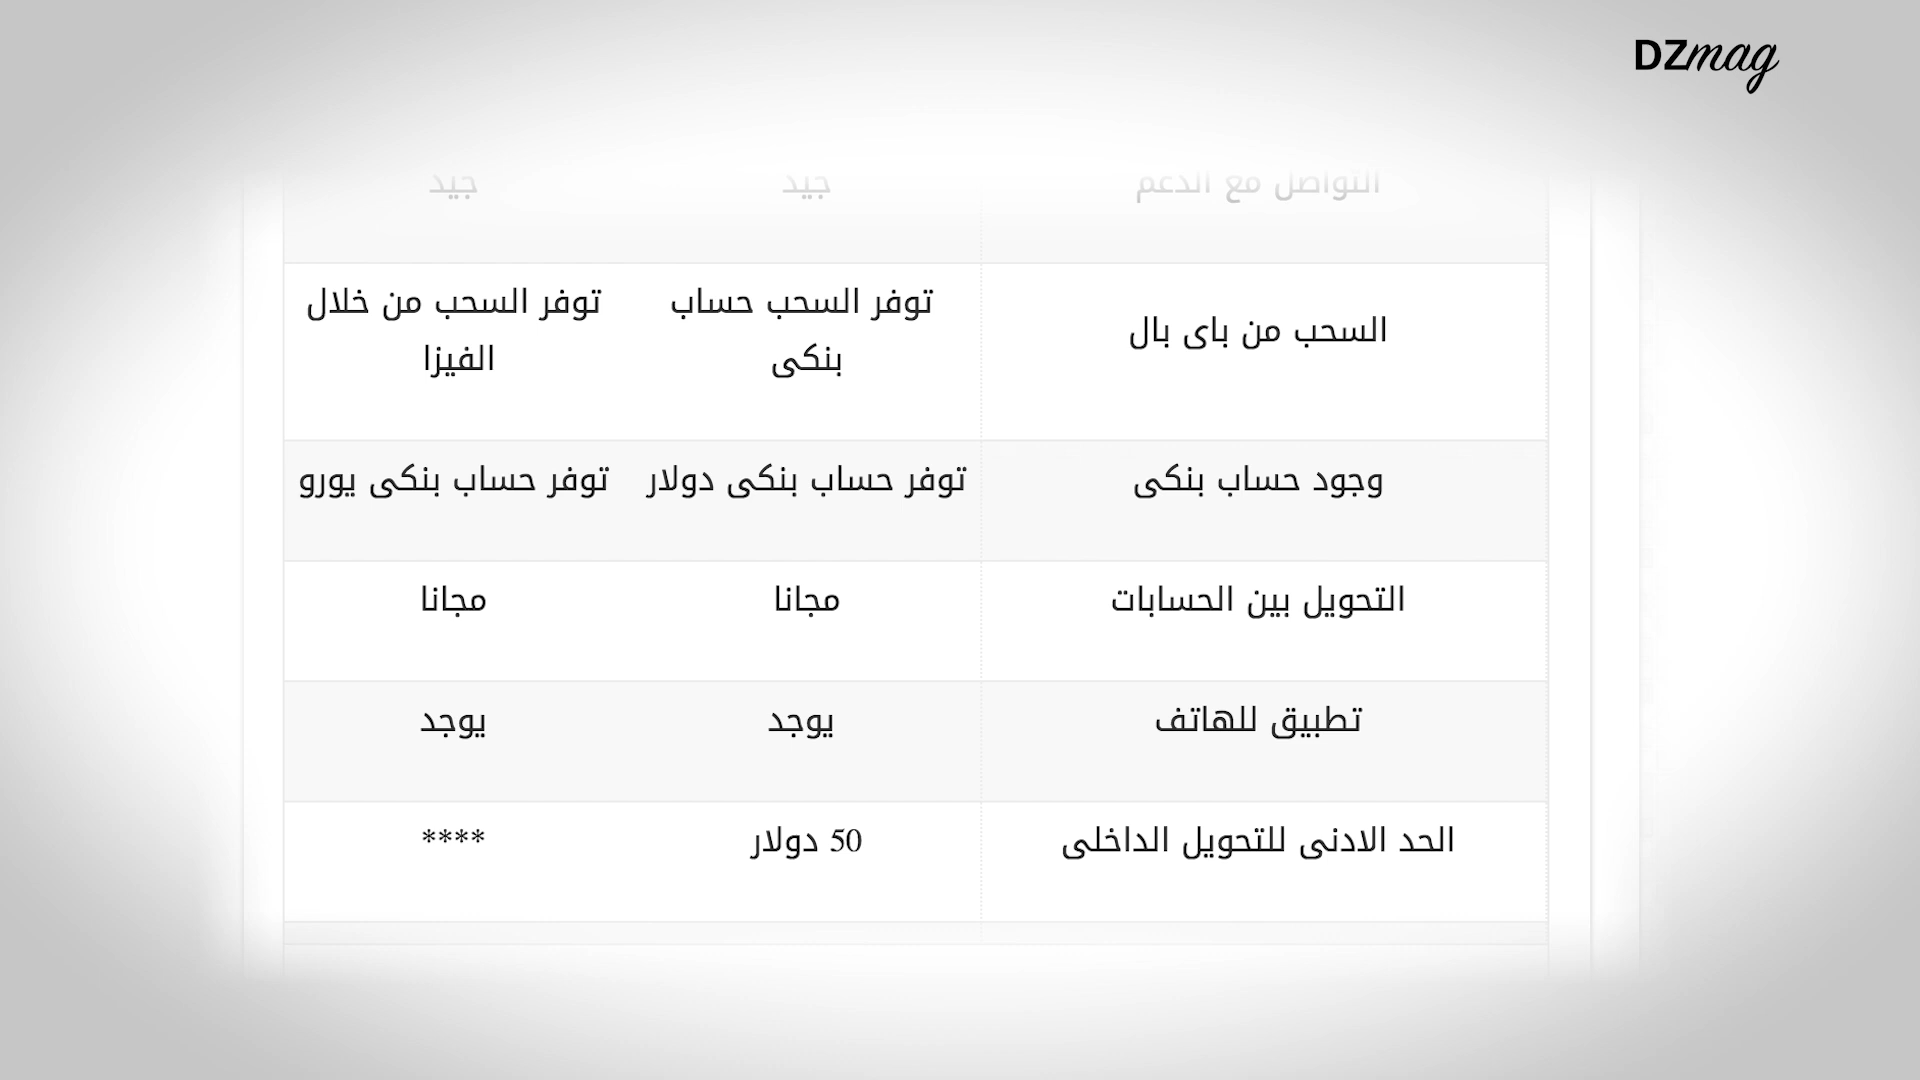 DZmag
التواصل مع الدعم جيد جيد
السحب من باى بال
توفر السحب حساب
بنكى
توفر السحب من خلال
الفيزا
وجود حساب بنكى توفر حساب بنكى دولار توفر حساب بنكى يورو
التحويل بين الحسابات مجانا مجانا
تطبيق للهاتف يوجد يوجد
الحد الادنى للتحويل الداخلى 50 دولار ****